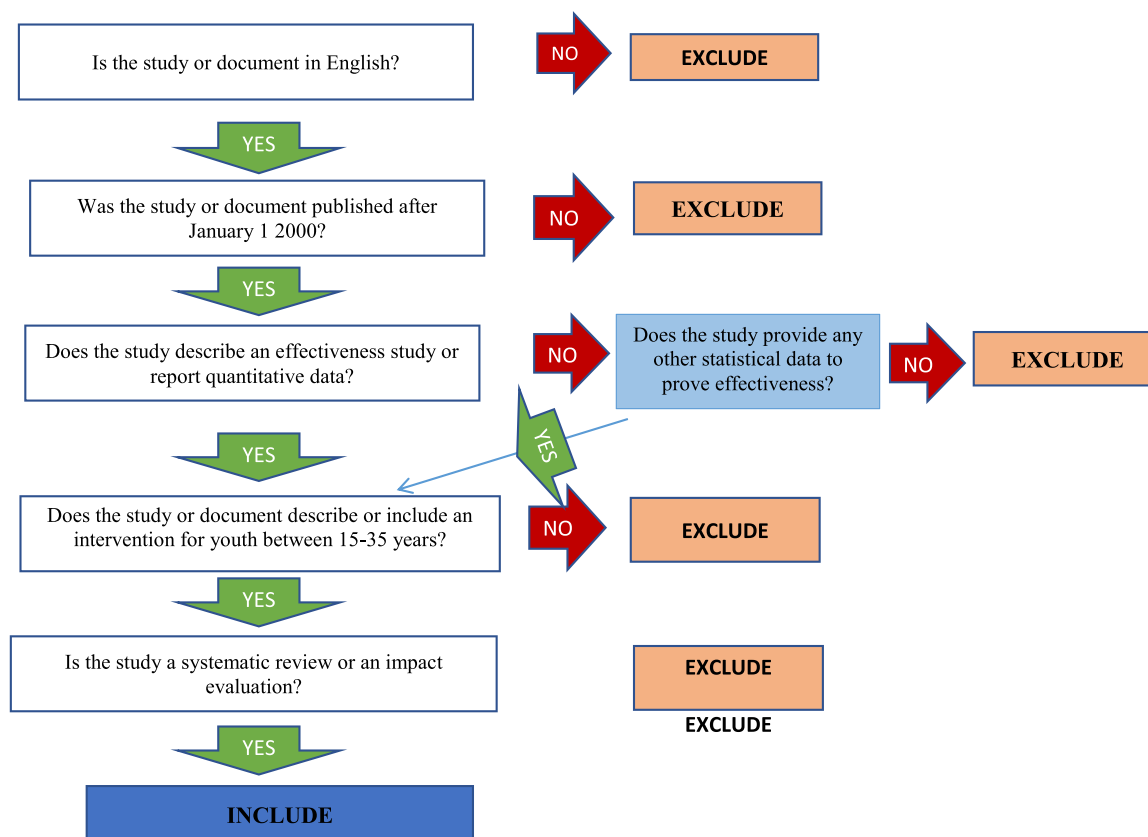 Is the study or document in English?
NO
EXCLUDE
YES
Was the study or document published after
January 1 2000?
NO
EXCLUDE
YES
Does the study describe an effectiveness study or
report quantitative data?
NO
Does the study provide any
other statistical data to
prove effectiveness?
NO
EXCLUDE
YES
YES
Does the study or document describe or include an
intervention for youth between 15-35 years?
NO
EXCLUDE
YES
Is the study a systematic review or an impact
evaluation?
EXCLUDE
EXCLUDE
YES
INCLUDE